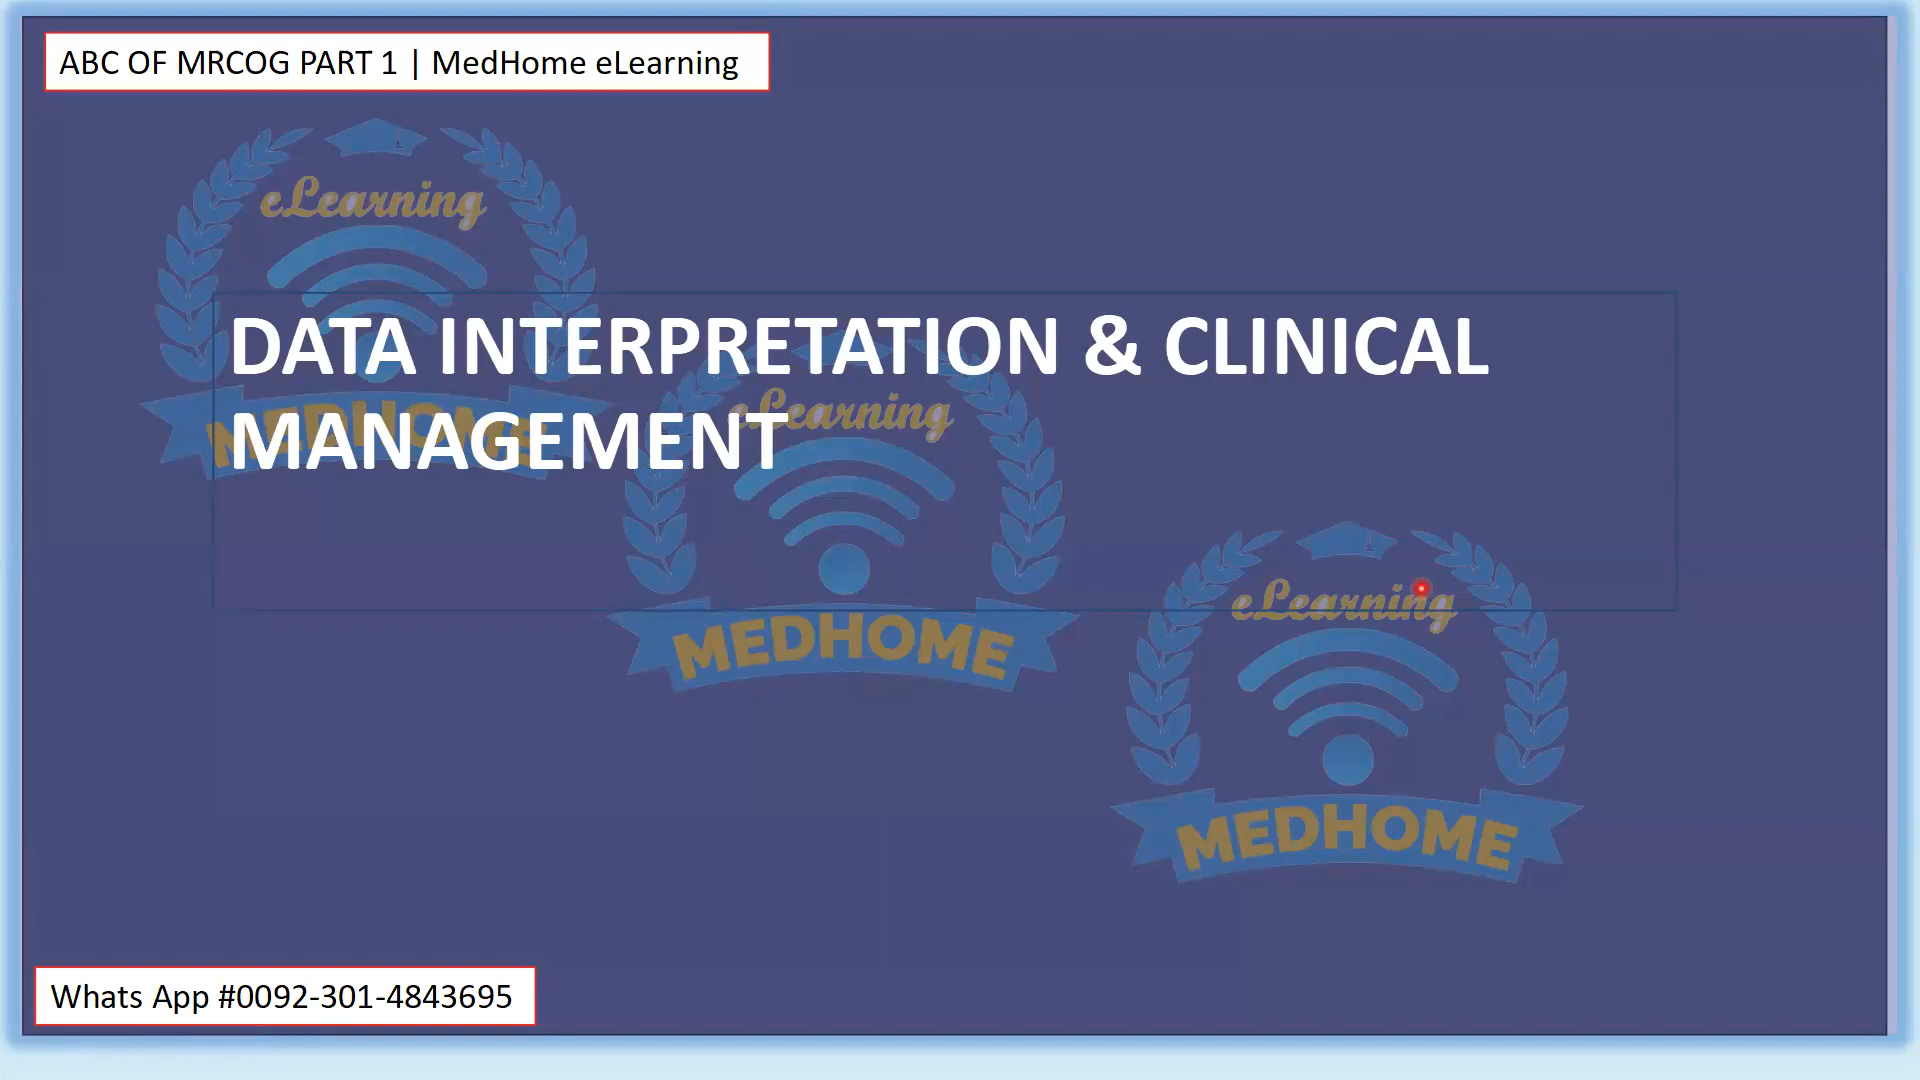 ABC OF MRCOG PART 1 | MedHome eLearning
eLearning
DATA INTERPRETATION & CLINICAL
MANAGEMENT
MEDHOME
eLearning
MEDHOME
eLearning
MEDHOME
Whats App #0092-301-4843695